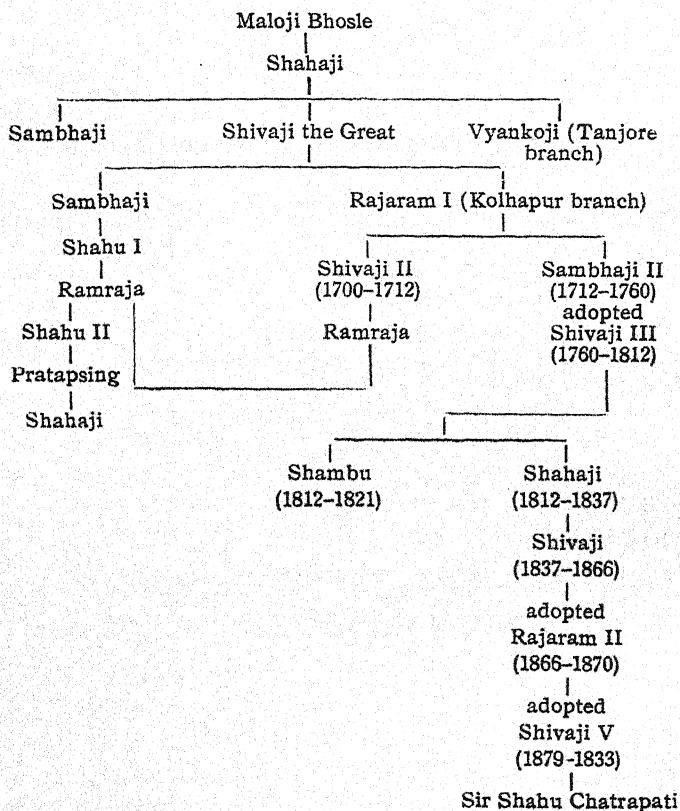 Maloji Bhosle
Shahaji
Sambhaji Shivaji the Great Vyankoji (Tanjore
branch)
Sambhaji Rajaram I (Kolhapur branch)
Shahu I
Shivaji II Sambhaji II
Ramraja (1700–1712) (1712–1760)
adopted
Shahu II Ramraja Shivaji III
(1760–1812)
Pratapsing
Shahaji
Shambu Shahaji
(1812–1821) (1812–1837)
Shivaji
(1837–1866)
adopted
Rajaram II
(1866–1870)
adopted
Shivaji V
(1879–1833)
Sir Shahu Chatrapati